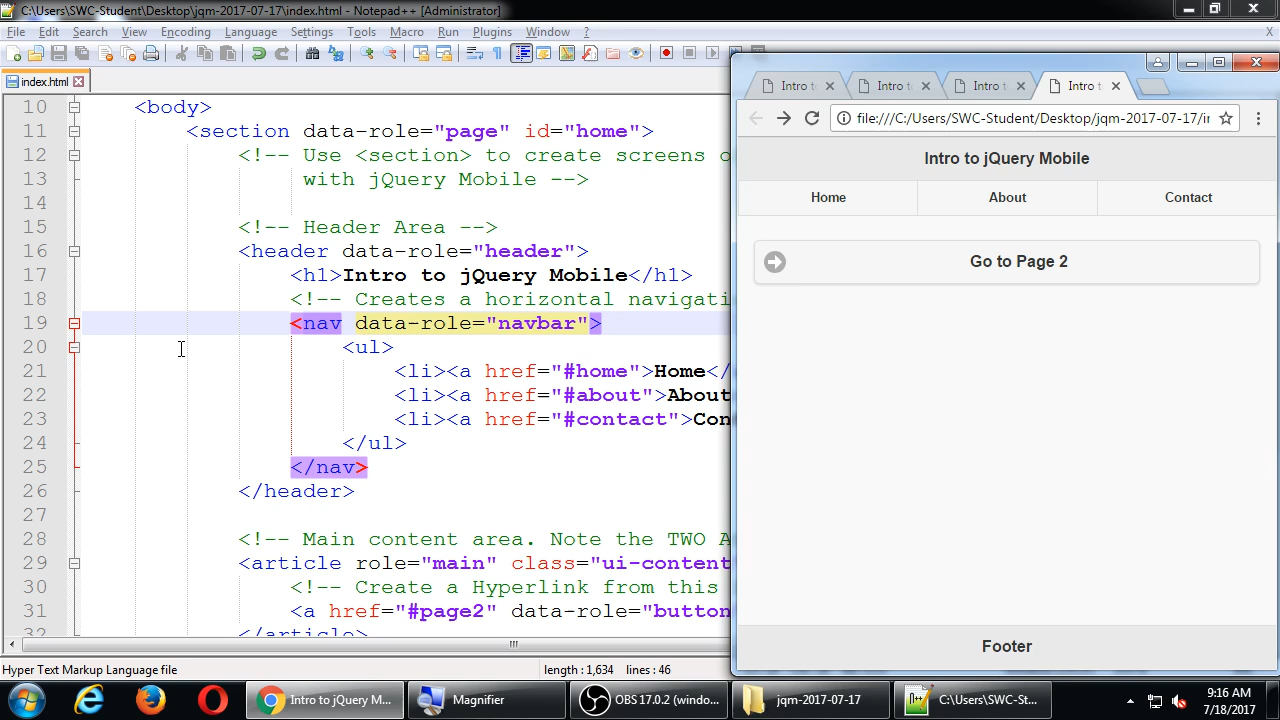 C:\Users\SWC-Student\Desktop\jqm-2017-07-17\index.html - Notepad++ [Administrator]
File Edit Search View Encoding Language Settings Tools Macro Run Plugins Window ? X
index.html
10 <body>
11 <section data-role="page" id="home">
12 <!-- Use <section> to create screens o
13 with jQuery Mobile -->
14
15 <!-- Header Area -->
16 <header data-role="header">
17 <h1>Intro to jQuery Mobile</h1>
18 <!-- Creates a horizontal navigati
19 <nav data-role="navbar">
20 <ul>
21 <li><a href="#home">Home</
22 <li><a href="#about">About
23 <li><a href="#contact">Con
24 </ul>
25 </nav>
26 </header>
27
28 <!-- Main content area. Note the TWO A
29 <article role="main" class="ui-content
30 <!-- Create a Hyperlink from this
31 <a href="#page2" data-role="button
32 </article>
Hyper Text Markup Language file length : 1,634 lines : 46
Intro t Intro t Intro t Intro t
file:///C:/Users/SWC-Student/Desktop/jqm-2017-07-17/ir
Intro to jQuery Mobile
Home About Contact
Go to Page 2
Footer
Intro to jQuery M... Magnifier OBS 17.0.2 (windo... jqm-2017-07-17 C:\Users\SWC-St... 9:16 AM
7/18/2017